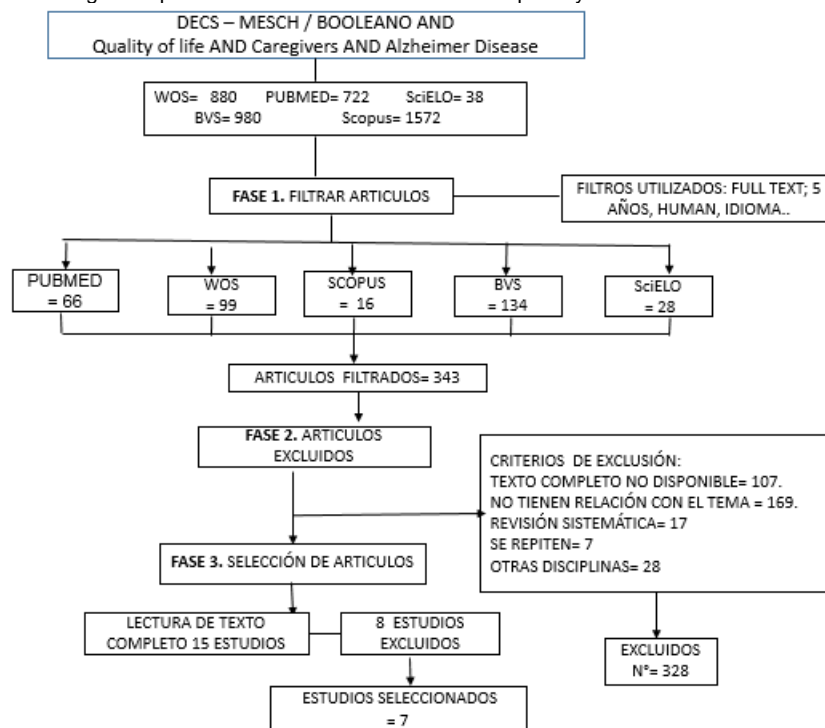 DECS – MESCH / BOOLEANO AND
Quality of life AND Caregivers AND Alzheimer Disease
WOS= 880 PUBMED= 722 SciELO= 38
BVS= 980 Scopus= 1572
FASE 1. FILTRAR ARTICULOS
FILTROS UTILIZADOS: FULL TEXT; 5
AÑOS, HUMAN, IDIOMA..
PUBMED
= 66
WOS
= 99
SCOPUS
= 16
BVS
= 134
SciELO
= 28
ARTICULOS FILTRADOS= 343
FASE 2. ARTICULOS
EXCLUIDOS
CRITERIOS DE EXCLUSIÓN:
TEXTO COMPLETO NO DISPONIBLE= 107.
NO TIENEN RELACIÓN CON EL TEMA = 169.
REVISIÓN SISTEMÁTICA= 17
SE REPITEN= 7
OTRAS DISCIPLINAS= 28
FASE 3. SELECCIÓN DE ARTICULOS
LECTURA DE TEXTO
COMPLETO 15 ESTUDIOS
8 ESTUDIOS
EXCLUIDOS
EXCLUIDOS
N°= 328
ESTUDIOS SELECCIONADOS
= 7